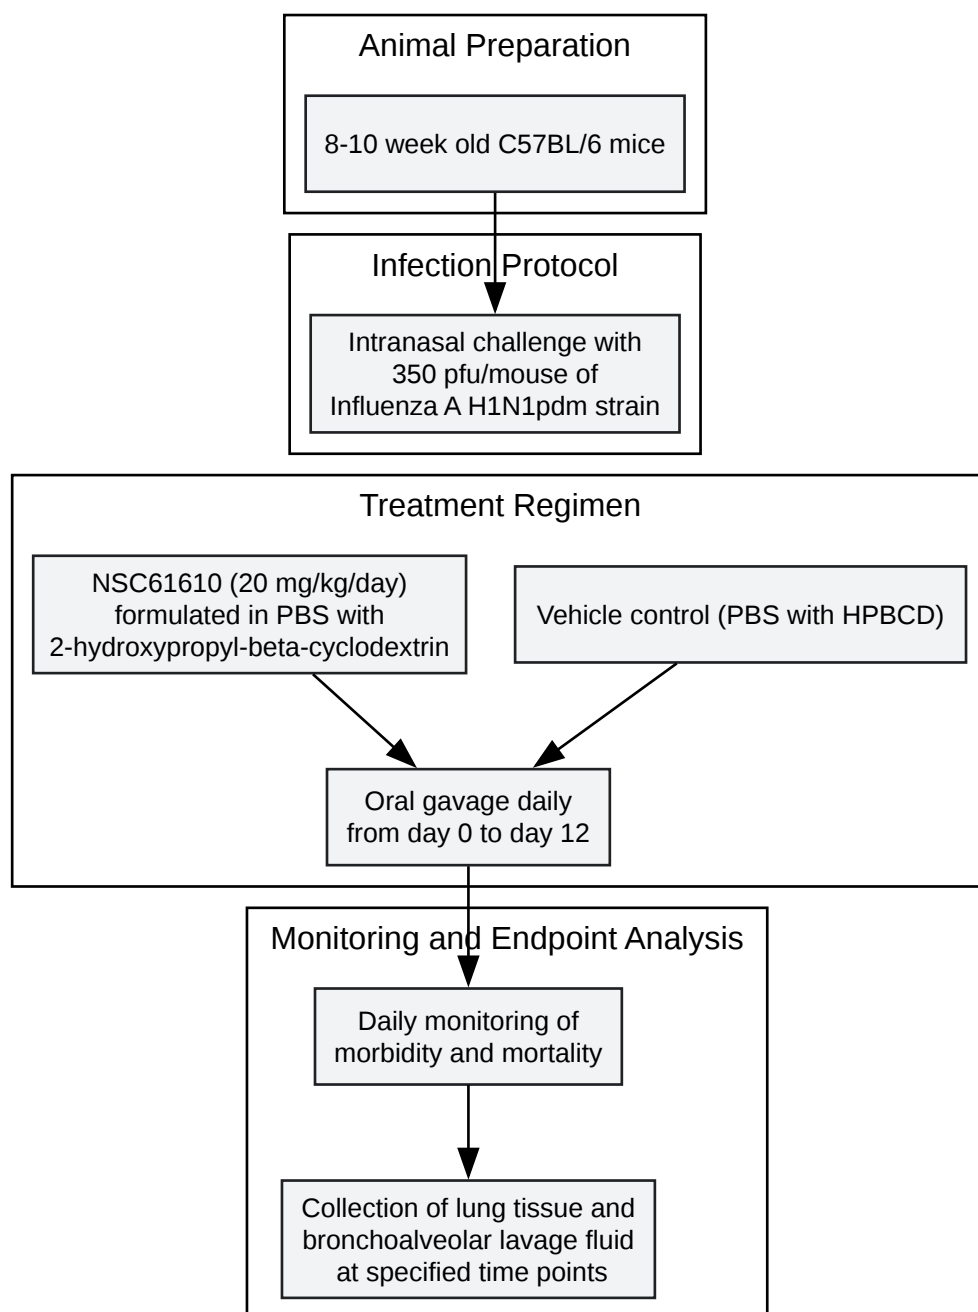 Animal Preparation
8-10 week old C57BL/6 mice
Infection Protocol
Intranasal challenge with
350 pfu/mouse of
Influenza A H1N1pdm strain
Treatment Regimen
NSC61610 (20 mg/kg/day)
formulated in PBS with
2-hydroxypropyl-beta-cyclodextrin
Vehicle control (PBS with HPBCD)
Oral gavage daily
from day 0 to day 12
Monitoring and Endpoint Analysis
Daily monitoring of
morbidity and mortality
Collection of lung tissue and
bronchoalveolar lavage fluid
at specified time points